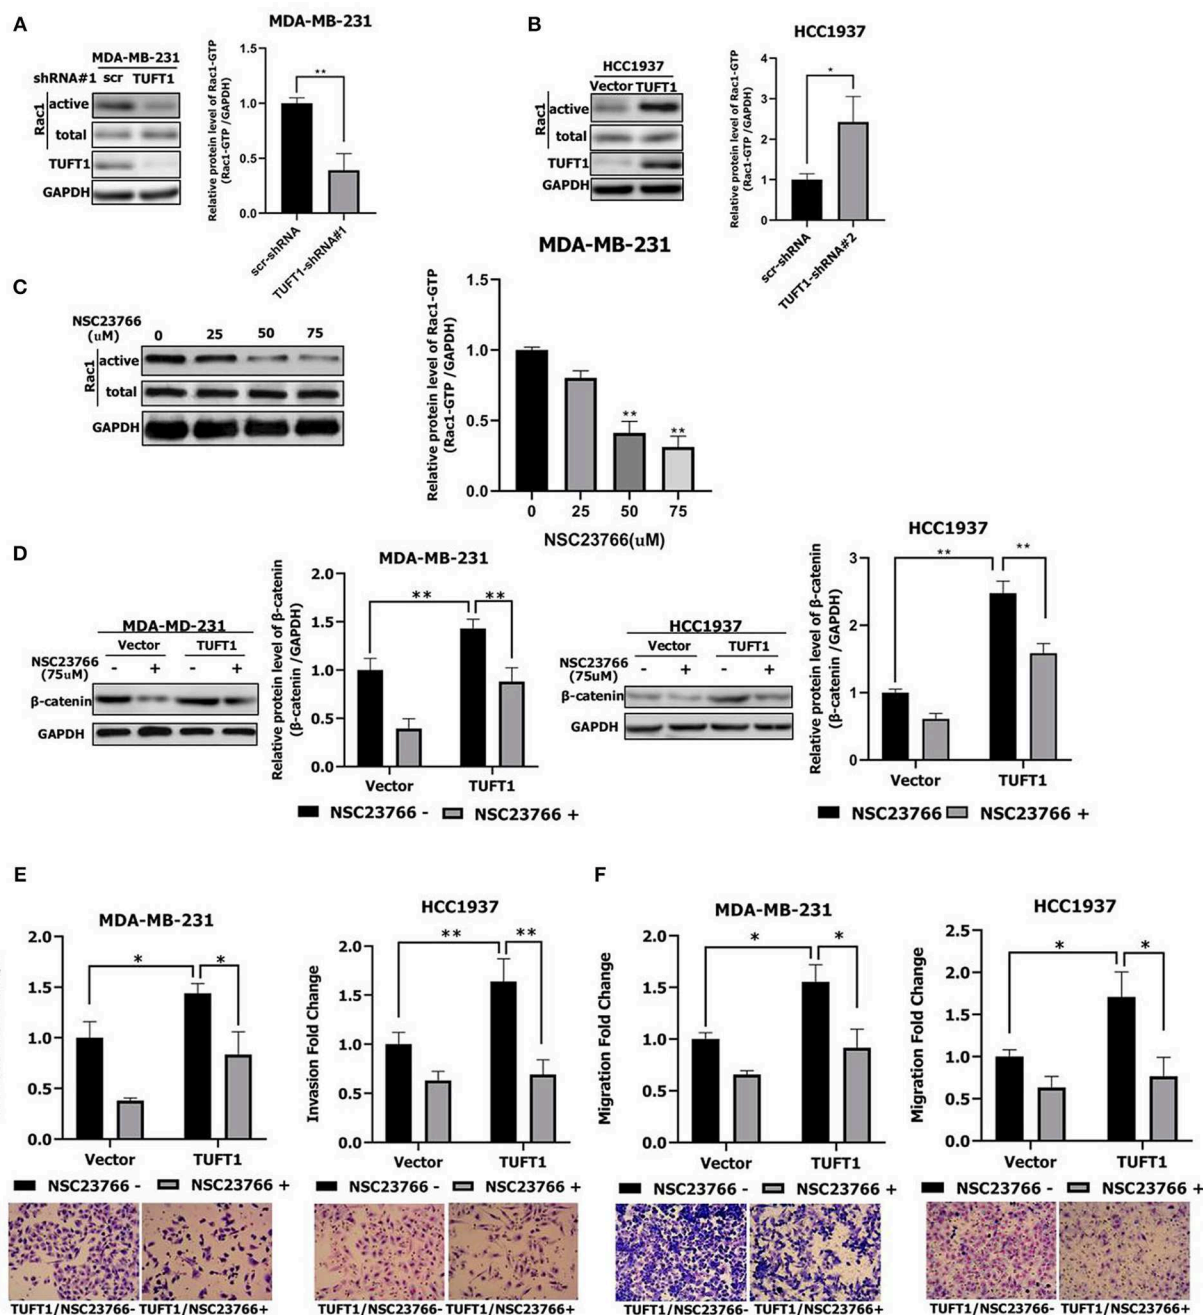 A
MDA-MB-231
shRNA#1 scr TUFT1
Rac1
active
total
TUFT1
GAPDH
MDA-MB-231
Relative protein level of Rac1-GTP
(Rac1-GTP /GAPDH)
1.5
1.0
0.5
0.0
**
scr-shRNA
TUFT1-shRNA#1
B
HCC1937
Vector TUFT1
Rac1
active
total
TUFT1
GAPDH
HCC1937
Relative protein level of Rac1-GTP
(Rac1-GTP /GAPDH)
4
3
2
1
0
*
scr-shRNA
TUFT1-shRNA#2
C
NSC23766
(uM)
0 25 50 75
Rac1
active
total
GAPDH
MDA-MB-231
Relative protein level of Rac1-GTP
(Rac1-GTP /GAPDH)
1.5
1.0
0.5
0.0
**
**
0 25 50 75
NSC23766(uM)
D
MDA-MD-231
Vector TUFT1
NSC23766
(75uM)
- + - +
β-catenin
GAPDH
MDA-MB-231
Relative protein level of β-catenin
(β-catenin /GAPDH)
2.0
1.5
1.0
0.5
0.0
** **
Vector TUFT1
NSC23766 - NSC23766 +
HCC1937
Vector TUFT1
NSC23766
(75uM)
- + - +
β-catenin
GAPDH
HCC1937
Relative protein level of β-catenin
(β-catenin /GAPDH)
3
2
1
0
** **
Vector TUFT1
NSC23766 NSC23766 +
E
MDA-MB-231
2.0
1.5
1.0
0.5
0.0
* *
Vector TUFT1
NSC23766 - NSC23766 +
TUFT1/NSC23766- TUFT1/NSC23766+
HCC1937
Invasion Fold Change
2.0
1.5
1.0
0.5
0.0
** **
Vector TUFT1
NSC23766 - NSC23766 +
TUFT1/NSC23766- TUFT1/NSC23766+
F
MDA-MB-231
Migration Fold Change
2.0
1.5
1.0
0.5
0.0
* *
Vector TUFT1
NSC23766 - NSC23766 +
TUFT1/NSC23766- TUFT1/NSC23766+
HCC1937
Migration Fold Change
2.5
2.0
1.5
1.0
0.5
0.0
* *
Vector TUFT1
NSC23766 - NSC23766 +
TUFT1/NSC23766- TUFT1/NSC23766+